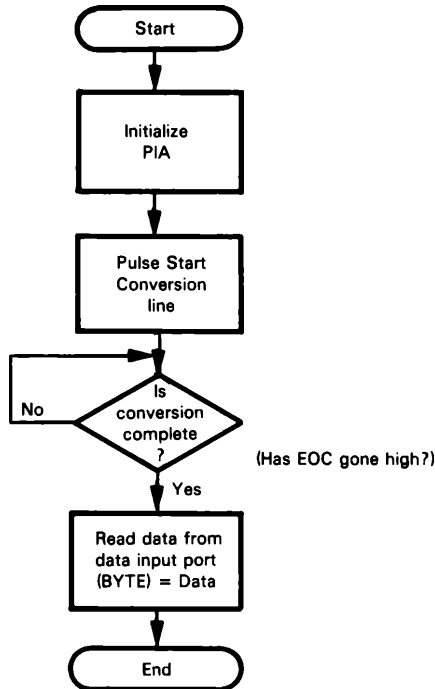 Start
Initialize
PIA
Pulse Start
Conversion
line
Is
conversion
complete
?
No
(Has EOC gone high?)
Yes
Read data from
data input port
(BYTE) = Data
End